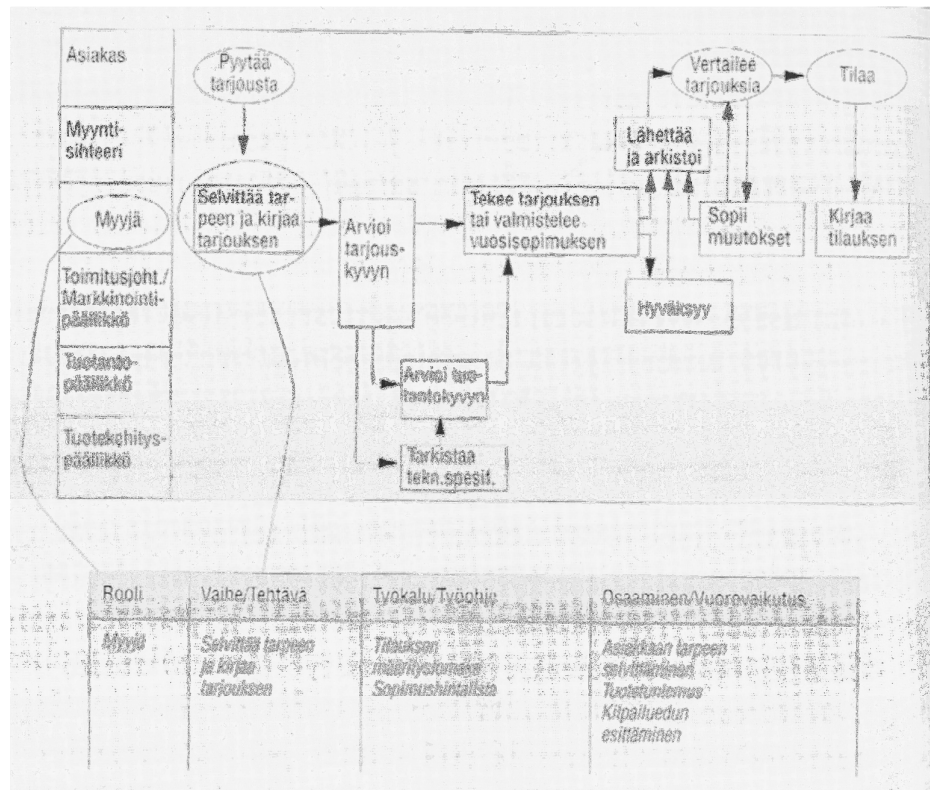 Asiakas
Pyytää
tarjousta
Vertailee
tarjouksia
Tilaa
Myynti-
sihteeri
Lähettää
ja arkistoi
Myyjä
Selvittää tar-
peen ja kirjaa
tarjouksen
Arvioi
tarjous-
kyvyn
Tekee tarjouksen
tai valmistelee
vuosisopimuksen
Sopii
muutokset
Kirjaa
tilauksen
Toimitusjoht./
Markkinointi-
päällikkö
Hyväksyy
Tuotanto-
päällikkö
Arvioi tuo-
tantokyvyn
Tuotekehitys-
päällikkö
Tarkistaa
tekn.spesif.
Rooli
Vaihe/Tehtävä
Työkalu/Työohje
Osaaminen/Vuorovaikutus
Myyjä
Selvittää tarpeen
ja kirjaa
tarjouksen
Tilauksen
määrityslomake
Sopimushintalista
Asiakkaan tarpeen
selvittäminen
Tuotetuntemus
Kilpailuedun
esittäminen